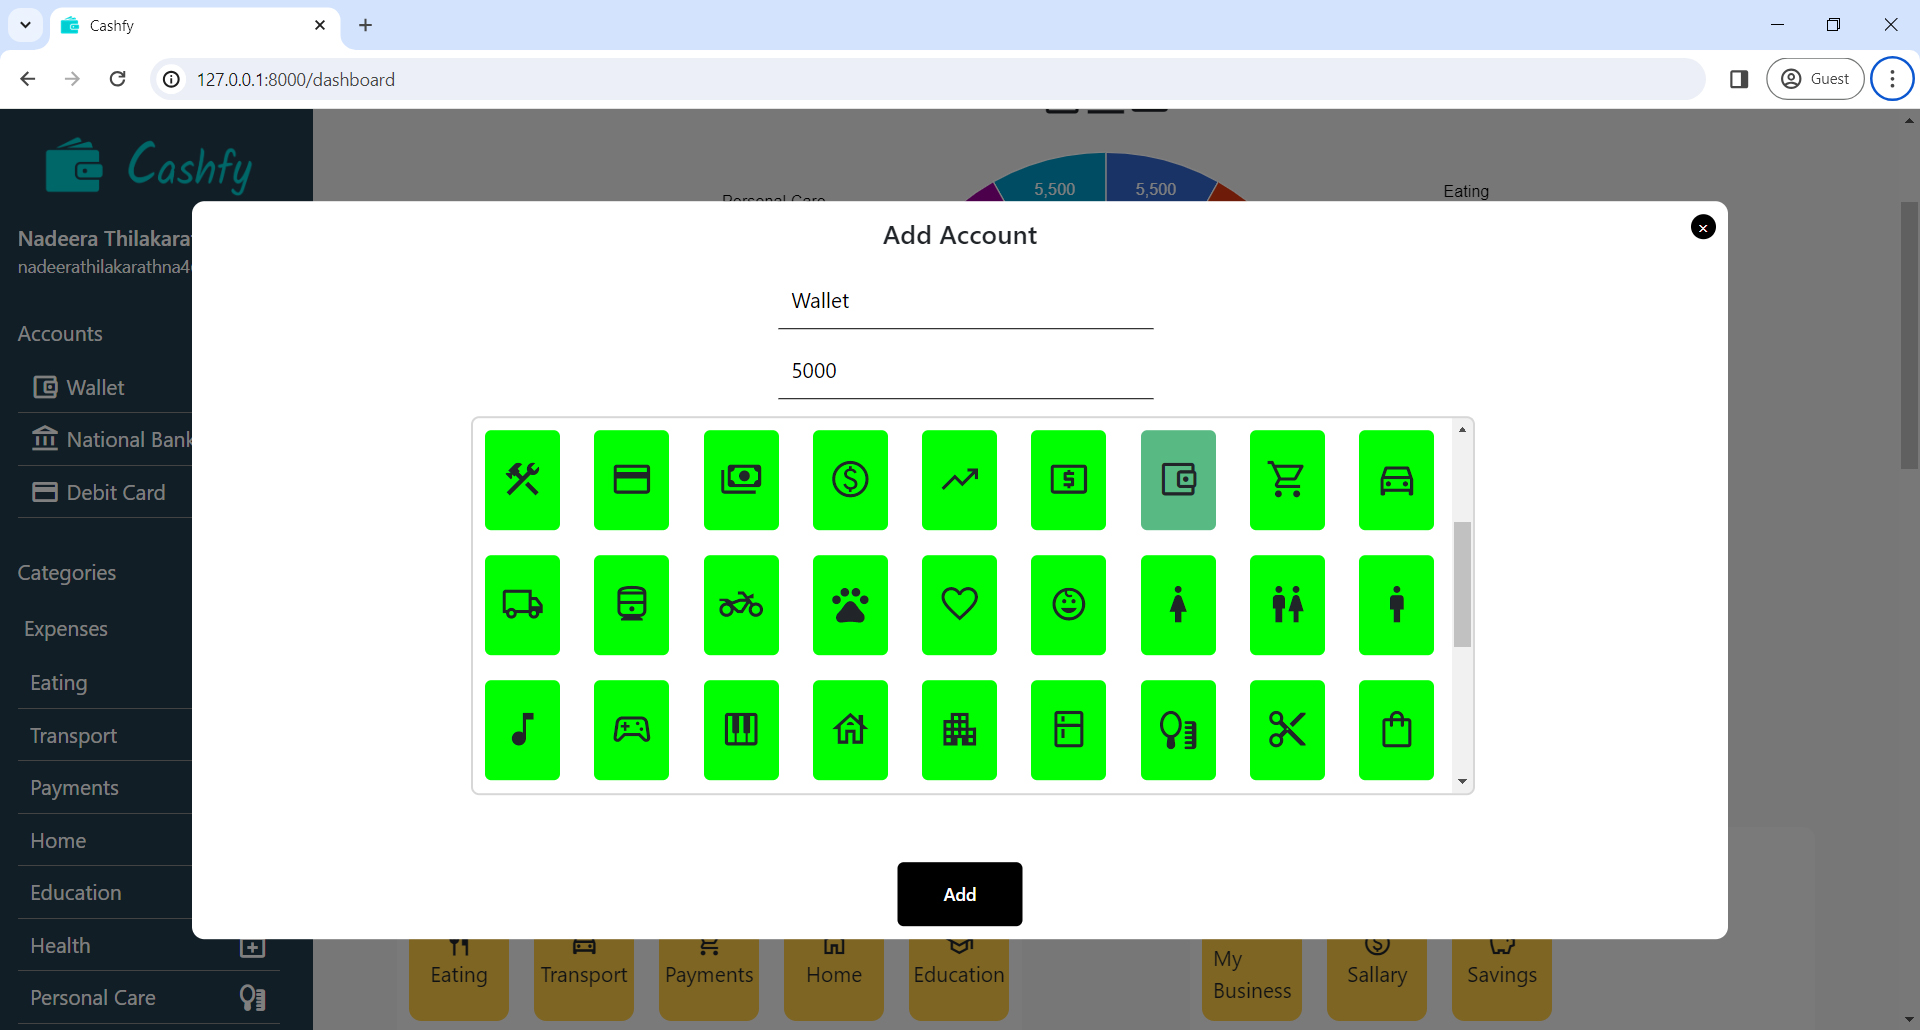 Cashfy
127.0.0.1:8000/dashboard
Guest
Cashfy
5,500
5,500
Personal Care
Eating
Nadeera Thilakara
nadeerathilakarathna4
Add Account
Wallet
5000
Accounts
Wallet
National Bank
Debit Card
Categories
Expenses
Eating
Transport
Payments
Home
Education
Health
Personal Care
Add
Eating
Transport
Payments
Home
Education
My
Business
Sallary
Savings